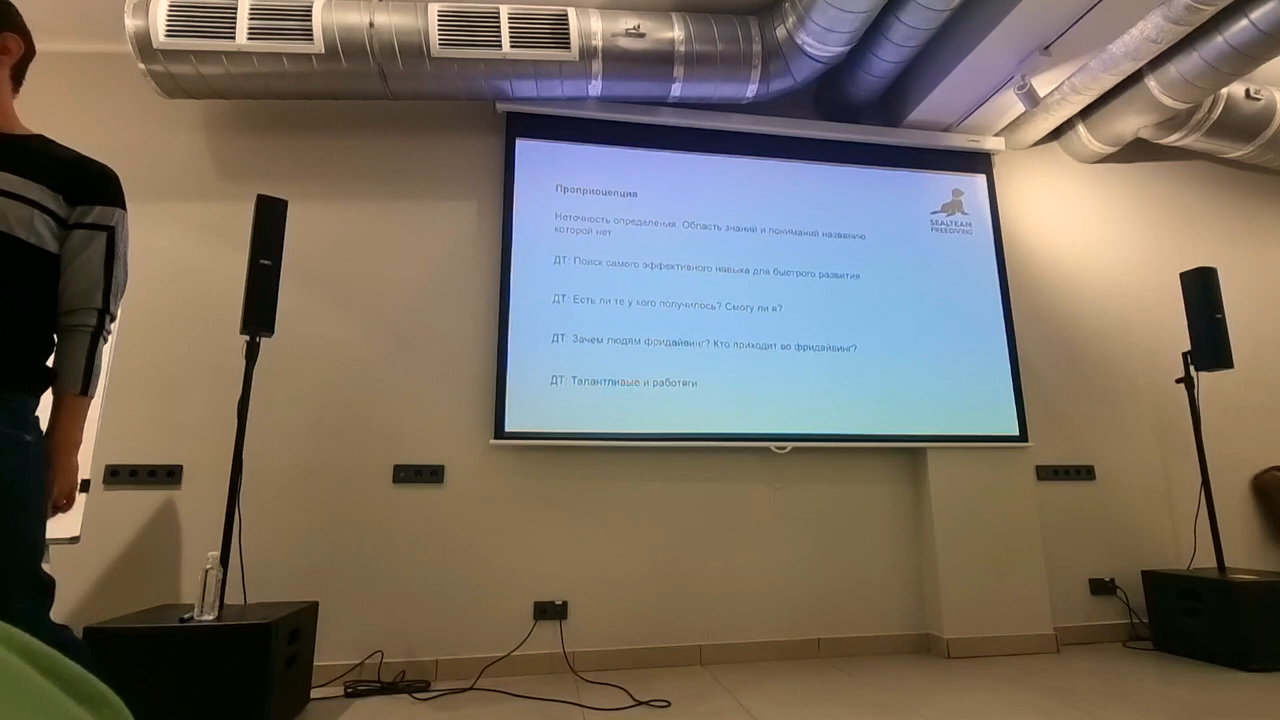 Проприоцепция
Неточность определения. Область знаний и пониманий названию
которой нет
ДТ: Поиск самого эффективного навыка для быстрого развития
ДТ: Есть ли те у кого получилось? Смогу ли я?
ДТ: Зачем людям фридайвинг? Кто приходит во фридайвинг?
ДТ: Талантливые и работяги
SEALTEAM
FREEDIVING